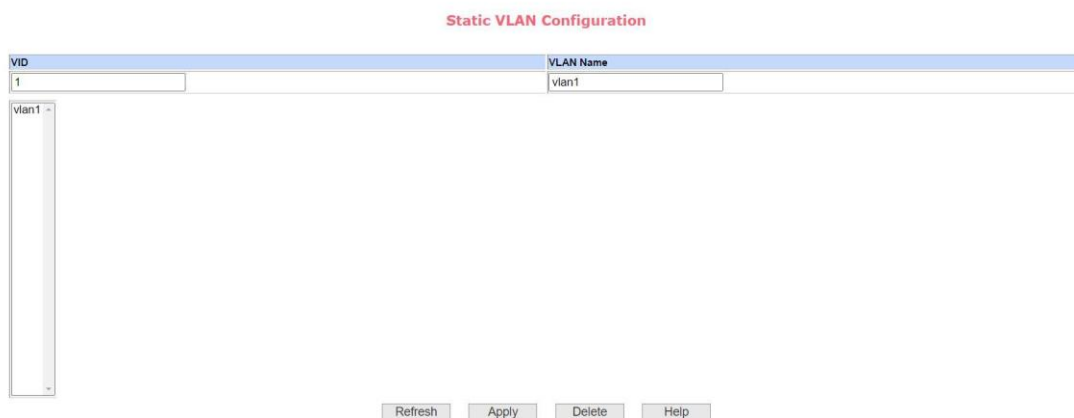 Static VLAN Configuration
VID VLAN Name
1 vlan1
vlan1
Refresh Apply Delete Help